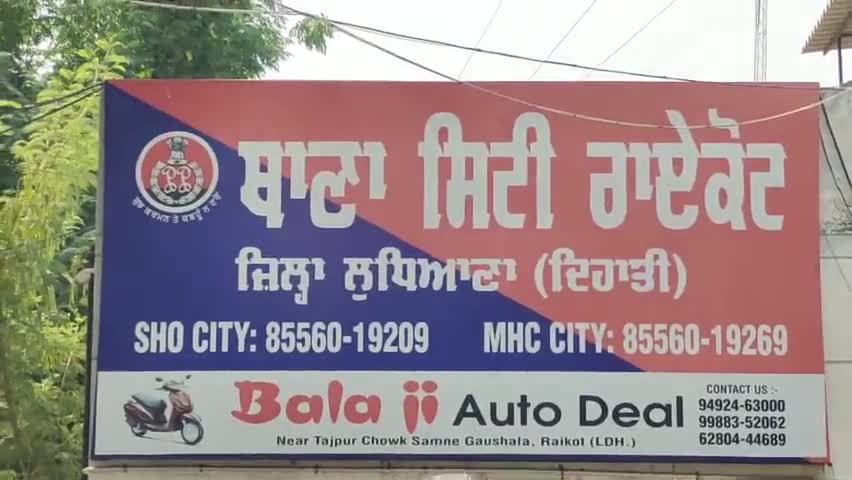 ਥਾਣਾ ਸਿਟੀ ਰਾਏਕੋਟ
ਜ਼ਿਲ੍ਹਾ ਲੁਧਿਆਣਾ (ਦਿਹਾਤੀ)
SHO CITY: 85560-19209 MHC CITY: 85560-19269
Bala ji Auto Deal
Near Tajpur Chowk Samne Gaushala, Raikot (LDH.)
CONTACT US :-
94924-63000
99883-52062
62804-44689